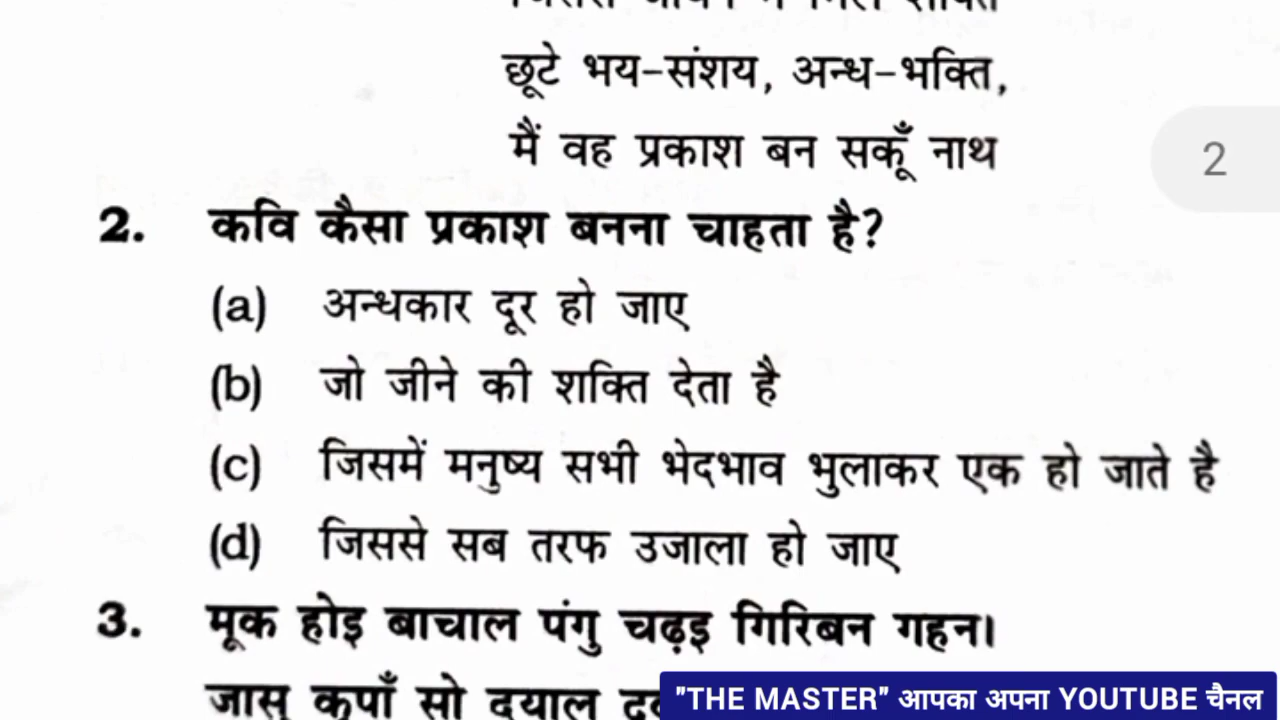 छूटे भय-संशय, अन्ध-भक्ति,
मैं वह प्रकाश बन सकूँ नाथ
2
2. कवि कैसा प्रकाश बनना चाहता है?
(a) अन्धकार दूर हो जाए
(b) जो जीने की शक्ति देता है
(c) जिसमें मनुष्य सभी भेदभाव भुलाकर एक हो जाते है
(d) जिससे सब तरफ उजाला हो जाए
3. मूक होइ बाचाल पंगु चढ़इ गिरिबन गहन।
जासु कृपाँ सो दयाल
"THE MASTER" आपका अपना YOUTUBE चैनल